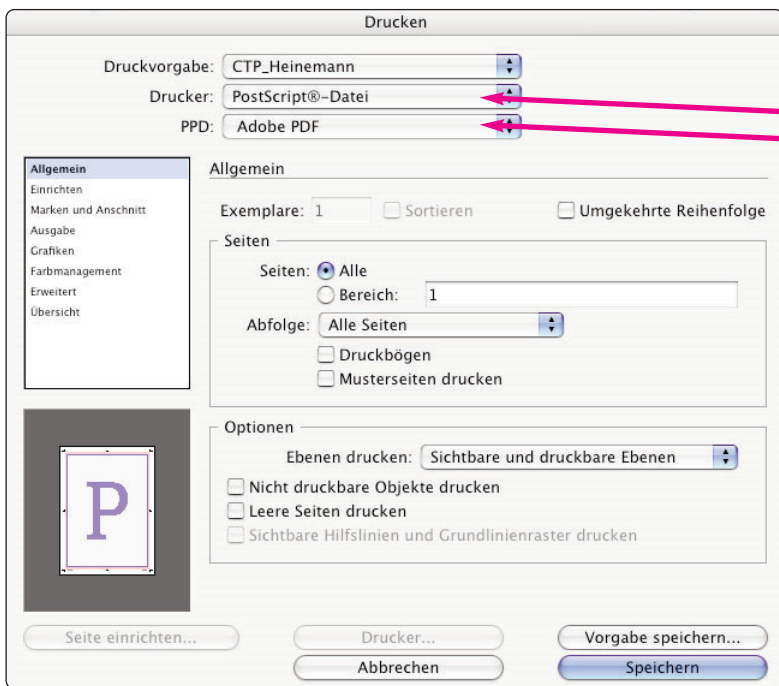 Drucken
Druckvorgabe: CTP_Heinemann
Drucker: PostScript®-Datei
PPD: Adobe PDF
Allgemein
Einrichten
Marken und Anschnitt
Ausgabe
Grafiken
Farbmanagement
Erweitert
Übersicht
Allgemein
Exemplare: 1 Sortieren Umgekehrte Reihenfolge
Seiten
Seiten: Alle
Bereich: 1
Abfolge: Alle Seiten
Druckbögen
Musterseiten drucken
Optionen
Ebenen drucken: Sichtbare und druckbare Ebenen
Nicht druckbare Objekte drucken
Leere Seiten drucken
Sichtbare Hilfslinien und Grundlinienraster drucken
P
Seite einrichten... Drucker... Vorgabe speichern...
Abbrechen Speichern